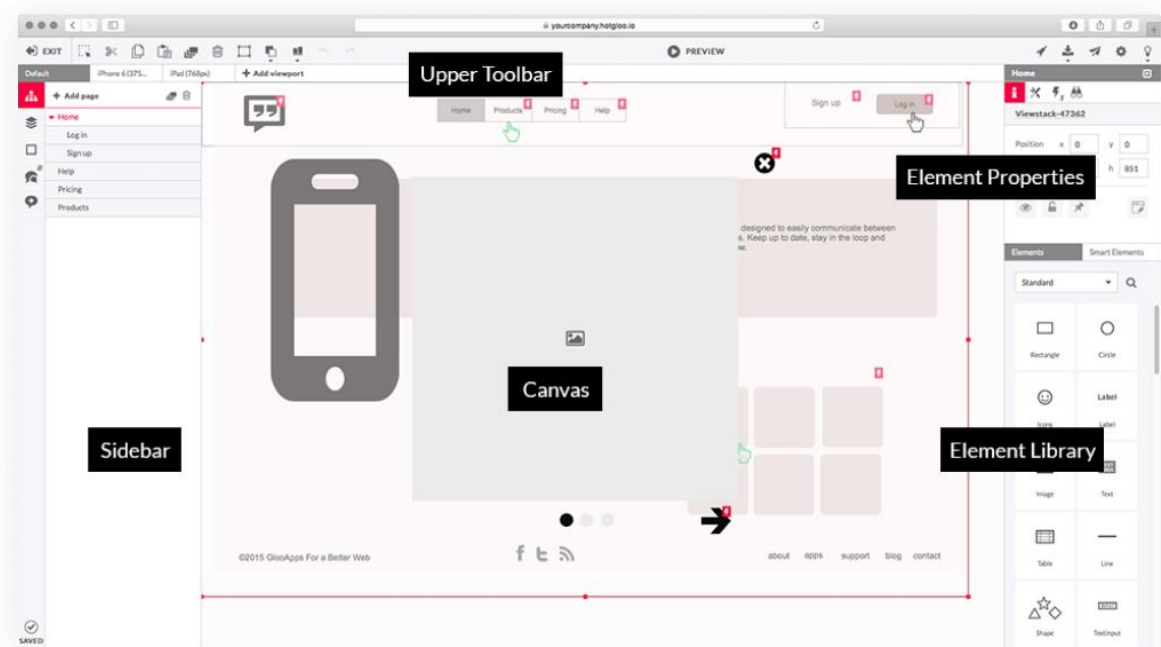 yourcompany.hotgloo.io
EXIT
PREVIEW
Default
iPhone 6 (375...
iPad (768px)
+ Add viewport
Upper Toolbar
Home
+ Add page
Home
Log in
Sign up
Help
Pricing
Products
Home
Products
Pricing
Help
Sign up
Log in
Viewstack-47362
Position x 0 y 0
h 851
Element Properties
designed to easily communicate between
s. Keep up to date, stay in the loop and
Elements
Smart Elements
Standard
Rectangle
Circle
Canvas
Icons
Label
Label
Sidebar
Element Library
Image
Text
Table
Line
©2015 GlooApps For a Better Web
about
apps
support
blog
contact
Shape
Textinput
SAVED